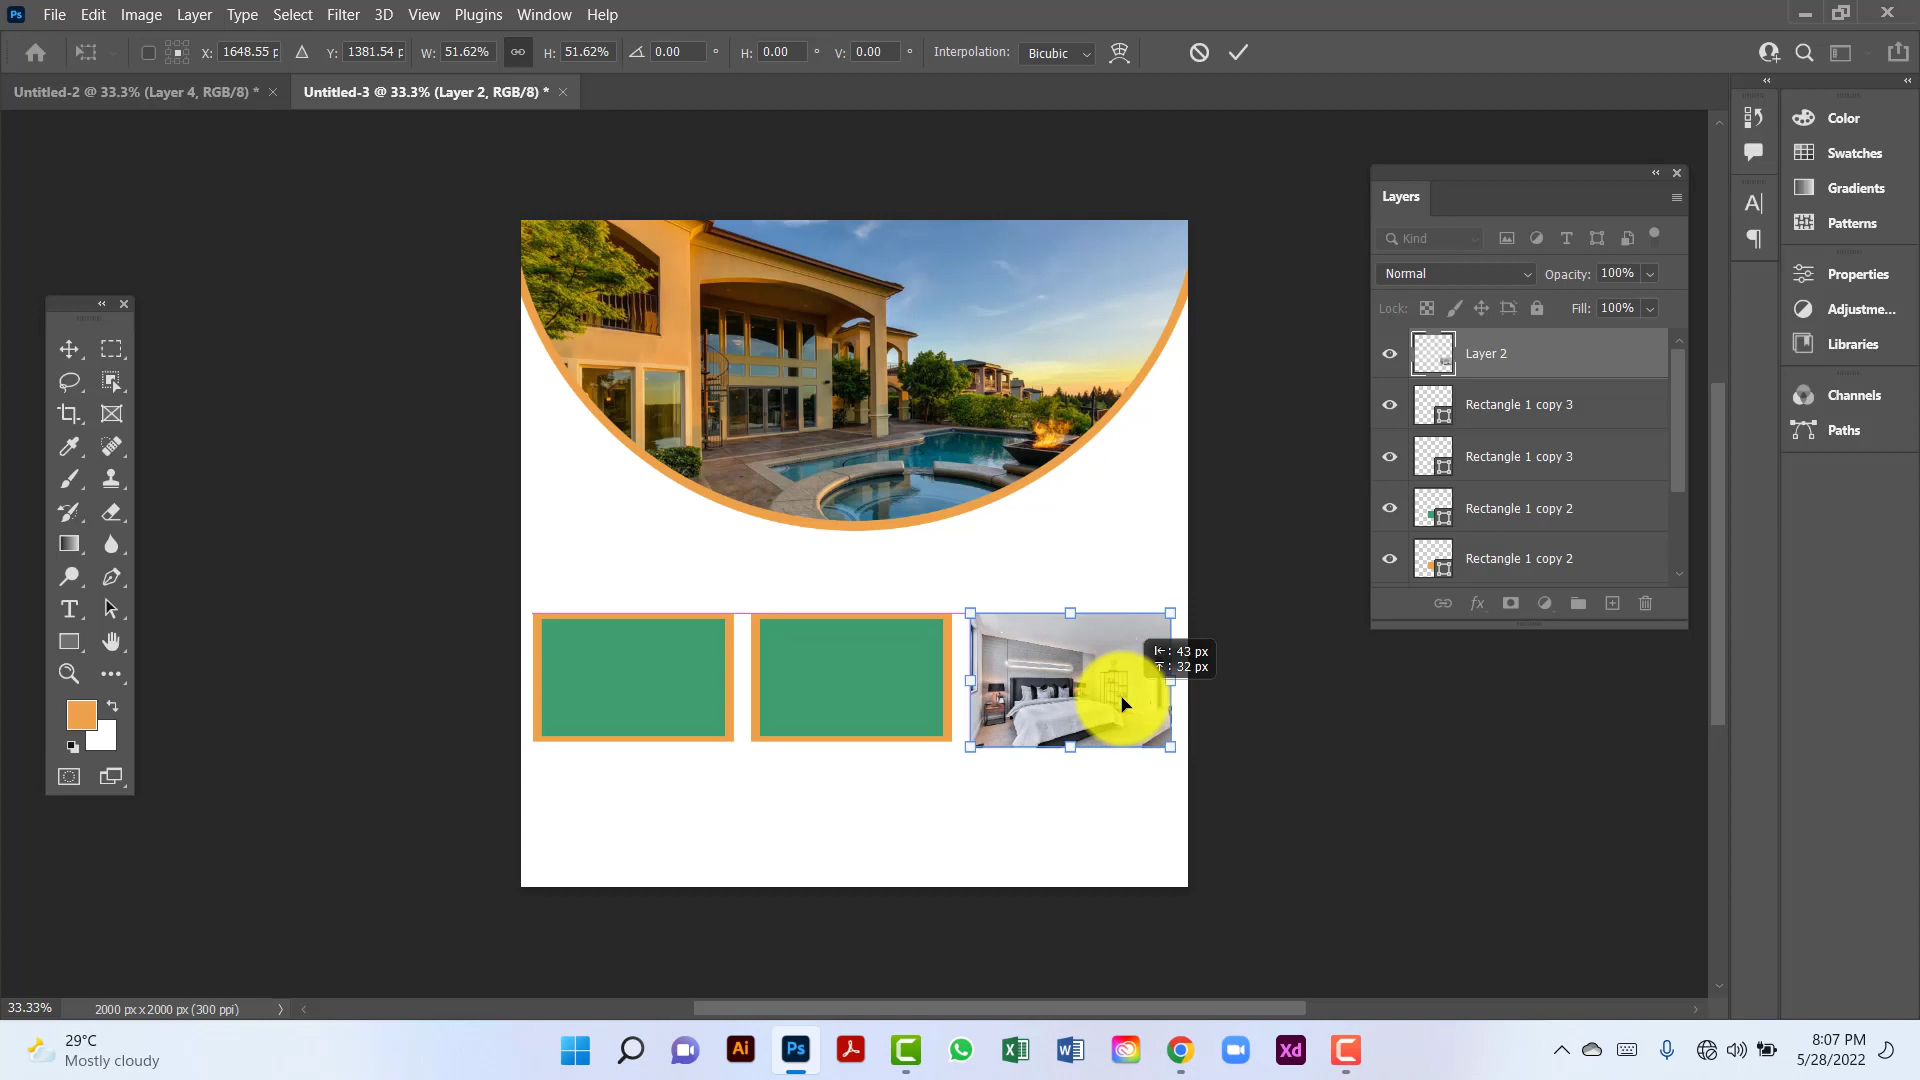 Ps File Edit Image Layer Type Select Filter 3D View Plugins Window Help
X: 1648.55 p Y: 1381.54 p W: 51.62% H: 51.62% 0.00 ° H: 0.00 ° V: 0.00 ° Interpolation: Bicubic
Untitled-2 @ 33.3% (Layer 4, RGB/8) * × Untitled-3 @ 33.3% (Layer 2, RGB/8) * ×
Color
Swatches
Gradients
Patterns
Properties
Adjustme...
Libraries
Channels
Paths
Layers
Kind
Normal Opacity: 100%
Lock: Fill: 100%
Layer 2
Rectangle 1 copy 3
Rectangle 1 copy 3
Rectangle 1 copy 2
Rectangle 1 copy 2
fx
: 43 px
: 32 px
33.33% 2000 px x 2000 px (300 ppi)
29°C
Mostly cloudy
Ai Ps Xd
8:07 PM
5/28/2022